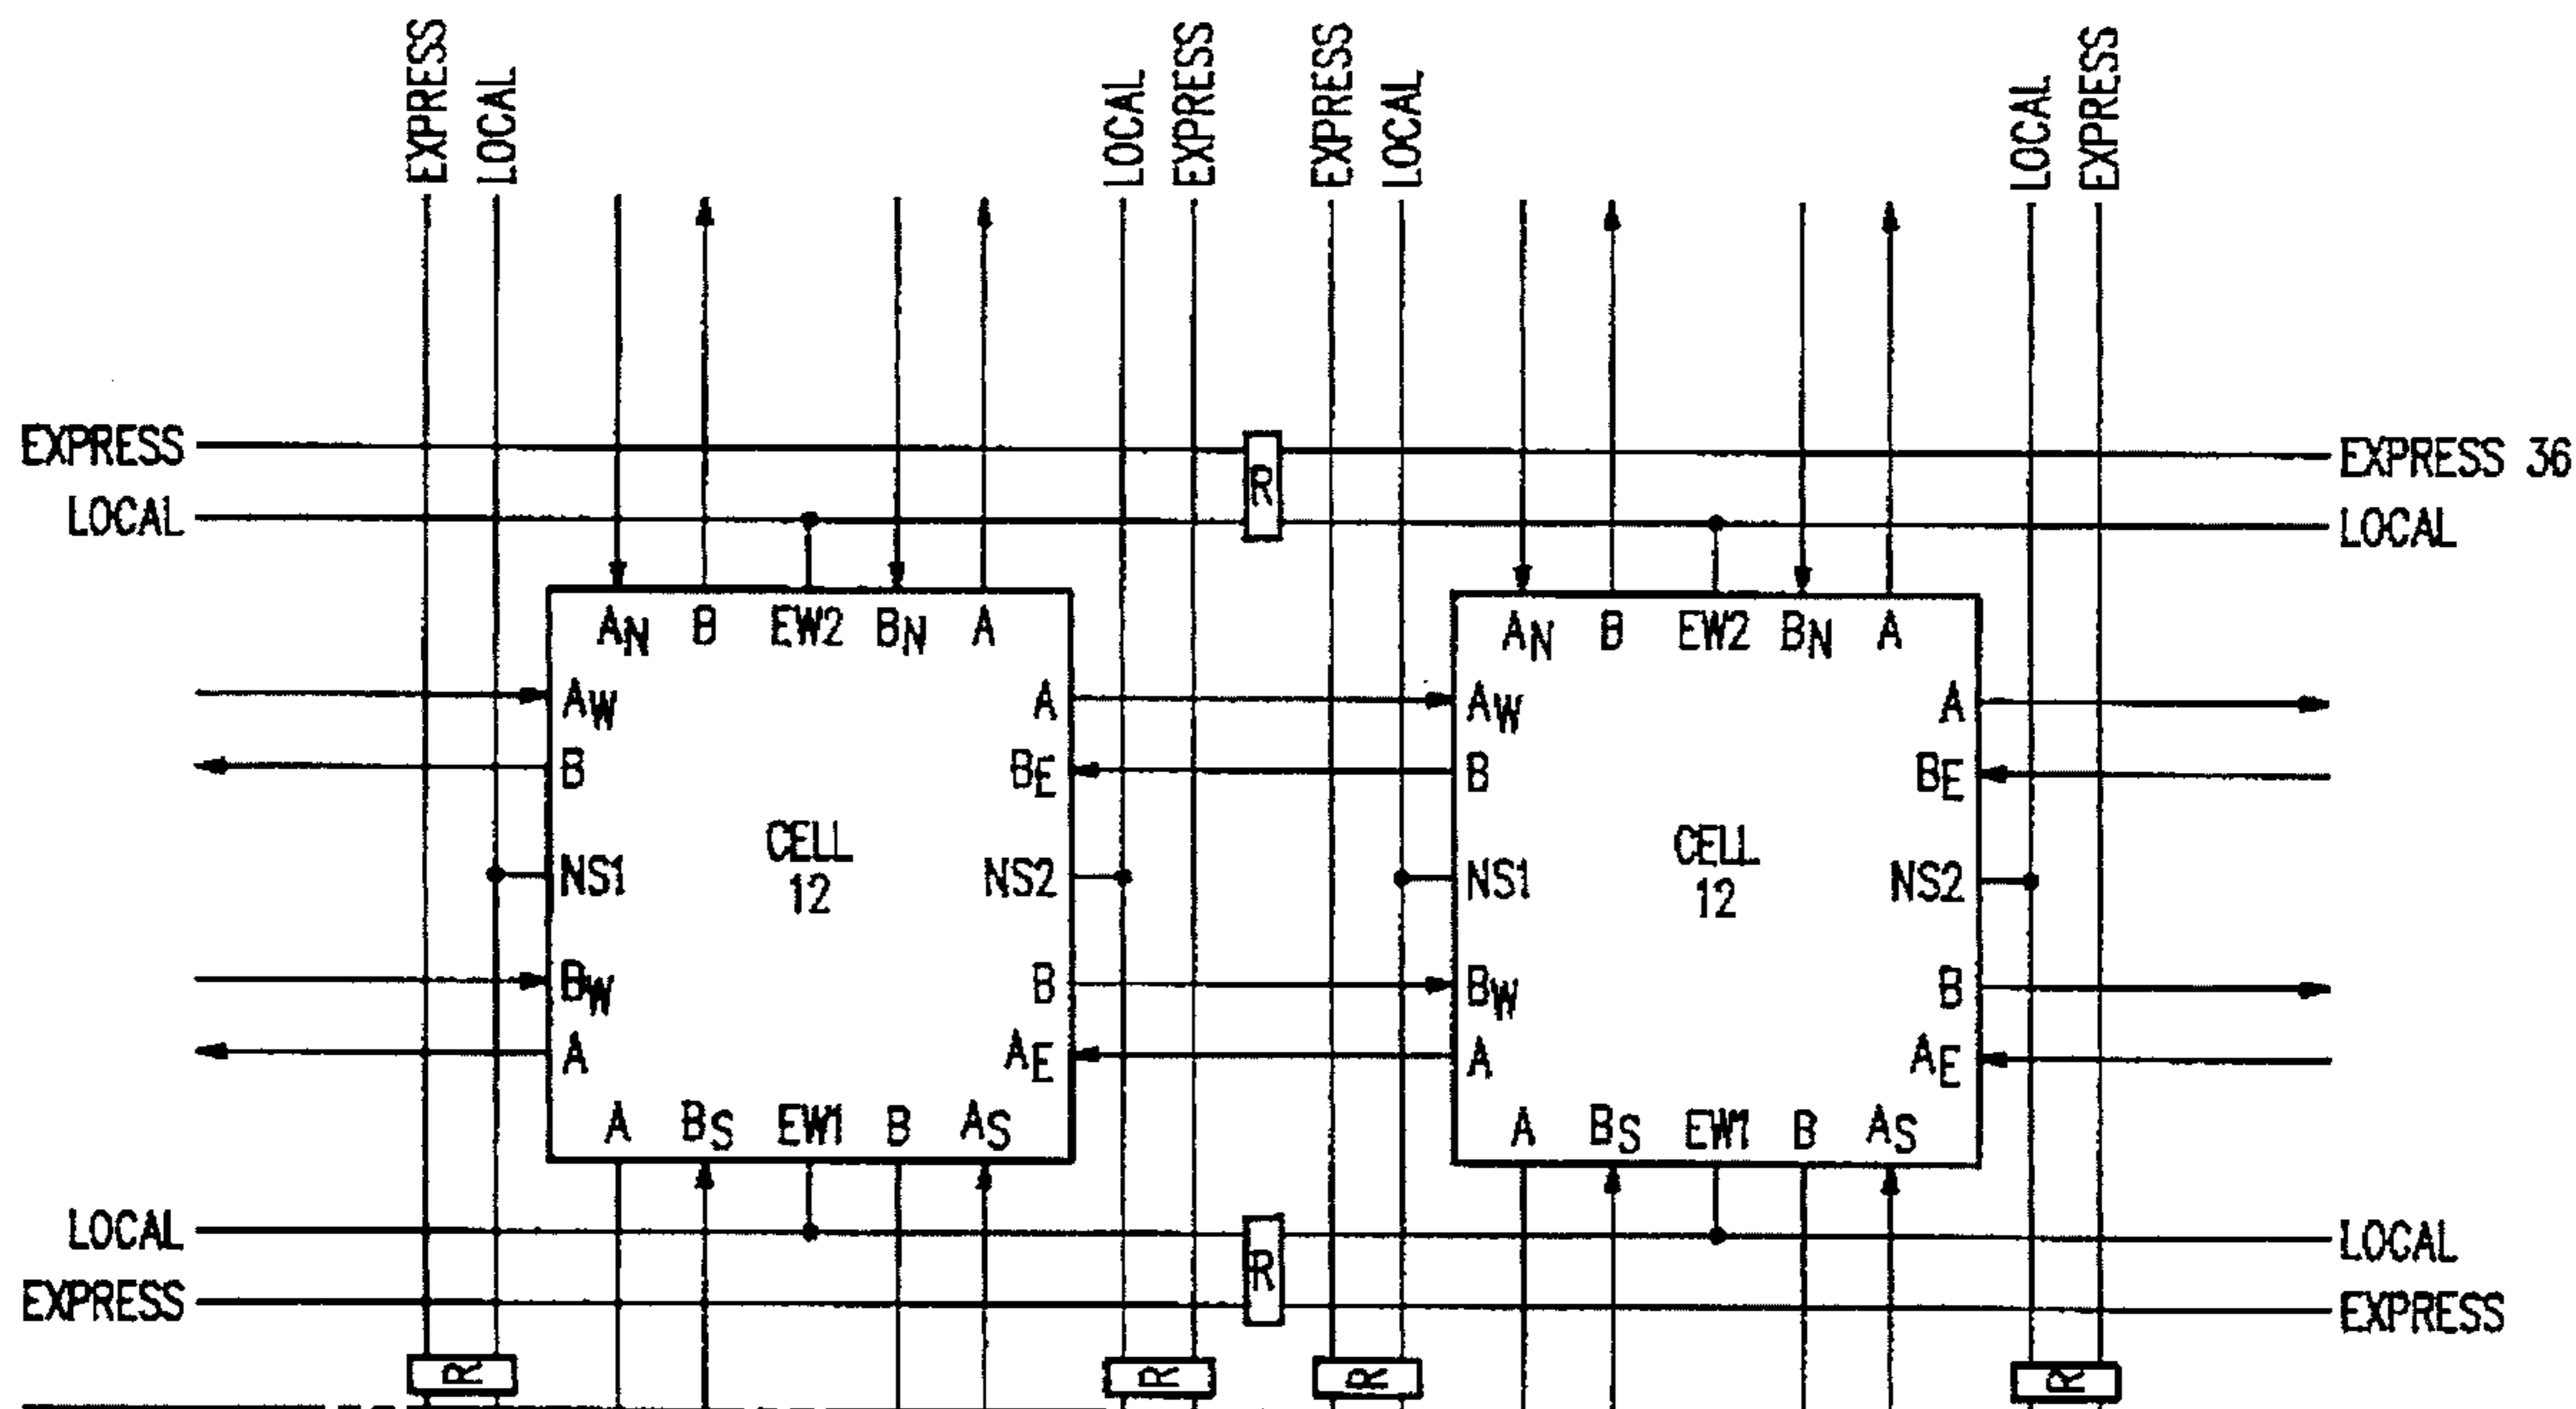 EXPRESS LOCAL LOCAL EXPRESS EXPRESS LOCAL LOCAL EXPRESS
EXPRESS R EXPRESS 36
LOCAL LOCAL
AN B EW2 BN A AN B EW2 BN A
AW A AW A
B BE B BE
CELL CELL
NS1 12 NS2 NS1 12 NS2
BW B BW B
A AE A AE
A BS EW1 B AS A BS EW1 B AS
LOCAL R LOCAL
EXPRESS EXPRESS
R R R R